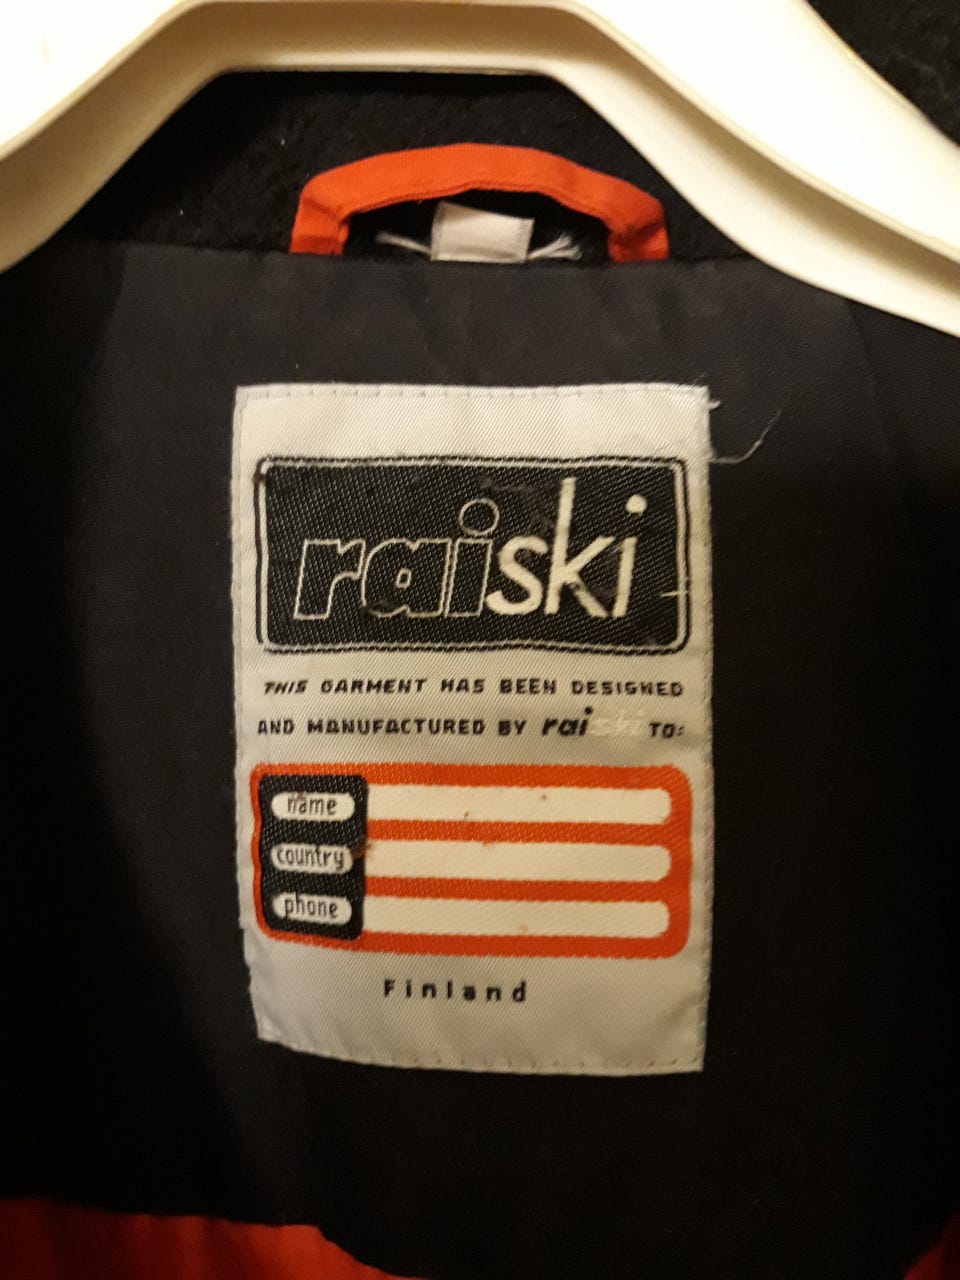 raiski
THIS GARMENT HAS BEEN DESIGNED
AND MANUFACTURED BY raiski TO:
name
country
phone
Finland